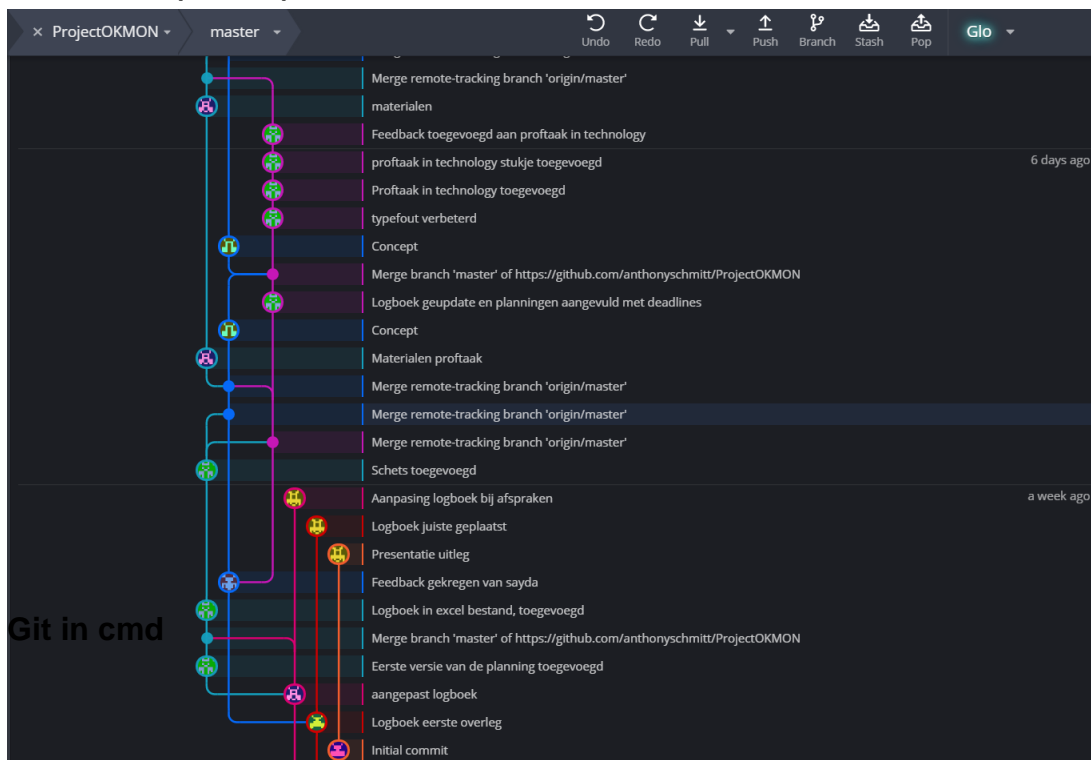 × ProjectOKMON master Undo Redo Pull Push Branch Stash Pop Glo
Merge remote-tracking branch 'origin/master'
materialen
Feedback toegevoegd aan proftaak in technology
proftaak in technology stukje toegevoegd 6 days ago
Proftaak in technology toegevoegd
typefout verbeterd
Concept
Merge branch 'master' of https://github.com/anthonyschmitt/ProjectOKMON
Logboek geupdate en planningen aangevuld met deadlines
Concept
Materialen proftaak
Merge remote-tracking branch 'origin/master'
Merge remote-tracking branch 'origin/master'
Merge remote-tracking branch 'origin/master'
Schets toegevoegd
Aanpasing logboek bij afspraken a week ago
Logboek juiste geplaatst
Presentatie uitleg
Feedback gekregen van sayda
Logboek in excel bestand, toegevoegd
Git in cmd
Merge branch 'master' of https://github.com/anthonyschmitt/ProjectOKMON
Eerste versie van de planning toegevoegd
aangepast logboek
Logboek eerste overleg
Initial commit